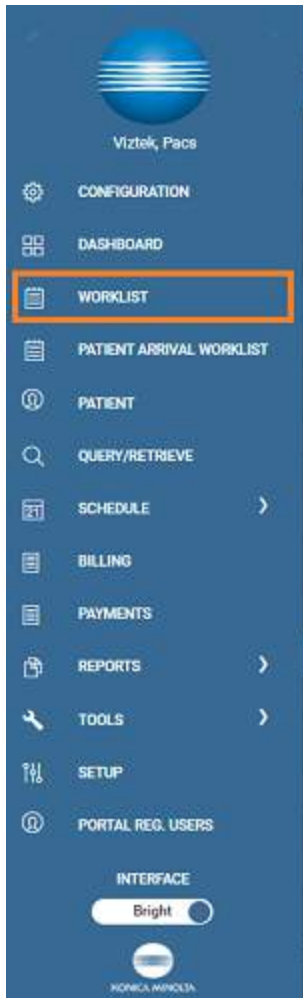 Viztek, Pacs
CONFIGURATION
DASHBOARD
WORKLIST
PATIENT ARRIVAL WORKLIST
PATIENT
QUERY/RETRIEVE
21
SCHEDULE
BILLING
PAYMENTS
REPORTS
TOOLS
SETUP
PORTAL REG. USERS
INTERFACE
Bright
KONICA MINOLTA